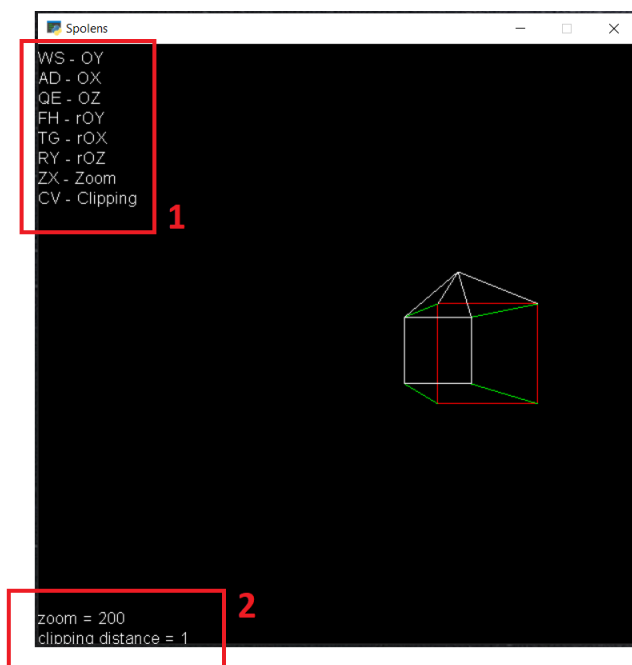 Spolens
WS - OY
AD - OX
QE - OZ
FH - rOY
TG - rOX
RY - rOZ
ZX - Zoom
CV - Clipping
1
2
zoom = 200
clipping distance = 1